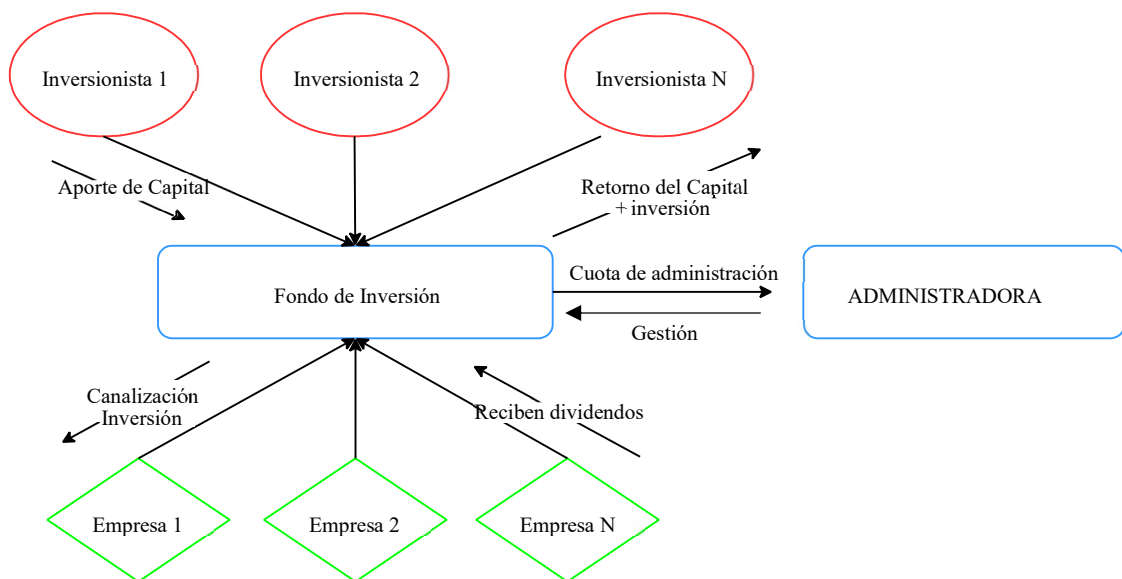 Inversionista 1
Inversionista 2
Inversionista N
Aporte de Capital
Retorno del Capital
+ inversión
Fondo de Inversión
Cuota de administración
Gestión
ADMINISTRADORA
Canalización
Inversión
Reciben dividendos
Empresa 1
Empresa 2
Empresa N